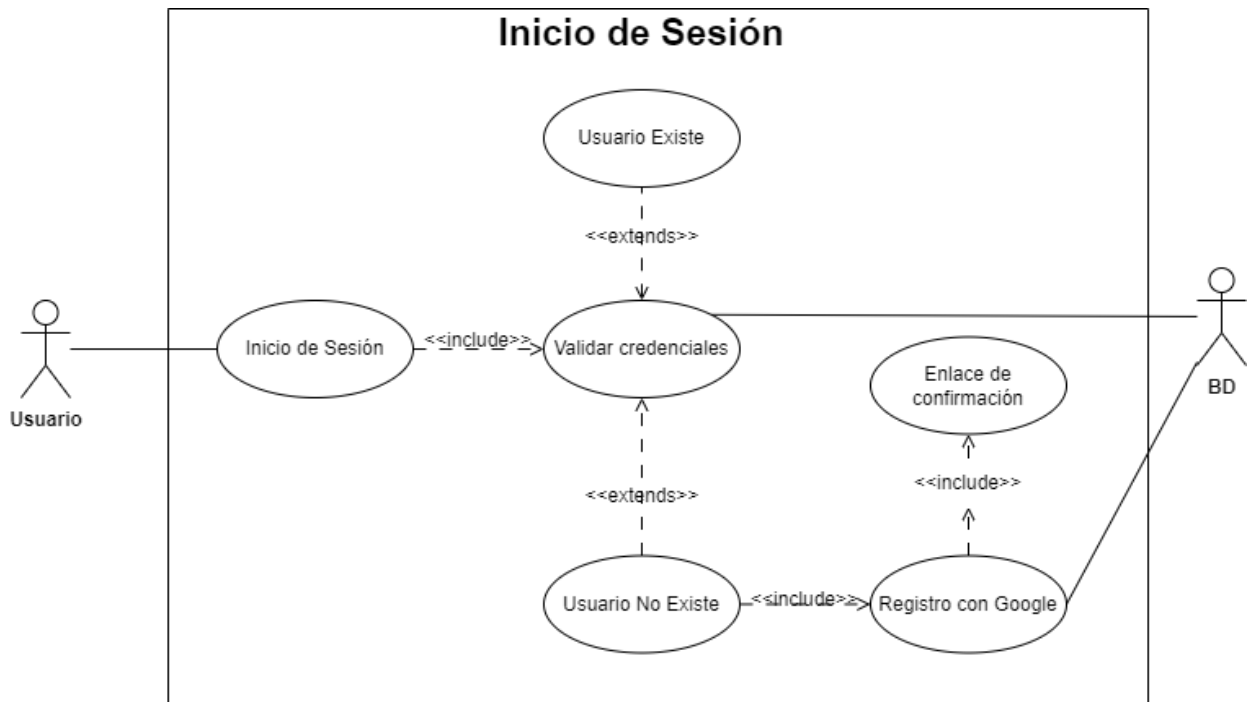 Inicio de Sesión
Usuario Existe
<<extends>>
Inicio de Sesión
<<include>>
Validar credenciales
Enlace de
confirmación
Usuario
BD
<<extends>>
<<include>>
Usuario No Existe
<<include>>
Registro con Google